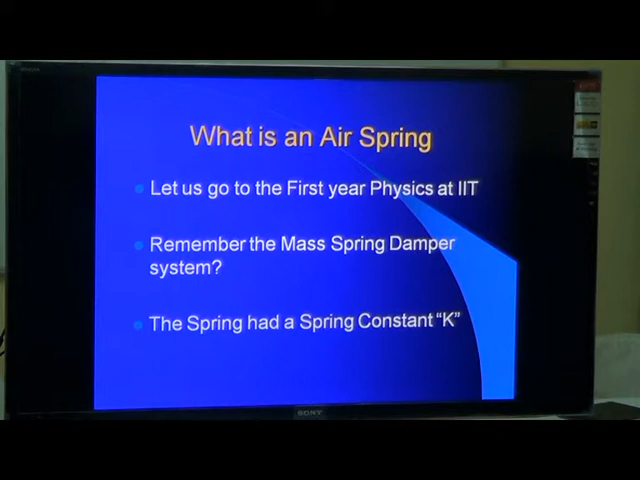 What is an Air Spring
Let us go to the First year Physics at IIT
Remember the Mass Spring Damper
system?
The Spring had a Spring Constant “K”
SONY